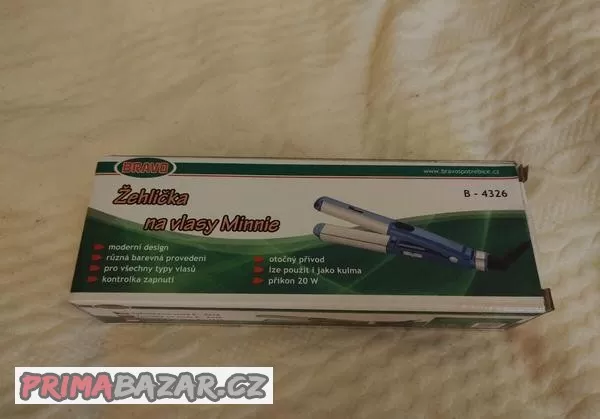 BRAVO
www.bravospotrebice.cz
B - 4326
Žehlička
na vlasy Minnie
moderní design
různá barevná provedení
pro všechny typy vlasů
kontrolka zapnutí
otočný přívod
lze použít i jako kulma
příkon 20 W
PRIMABAZAR.CZ